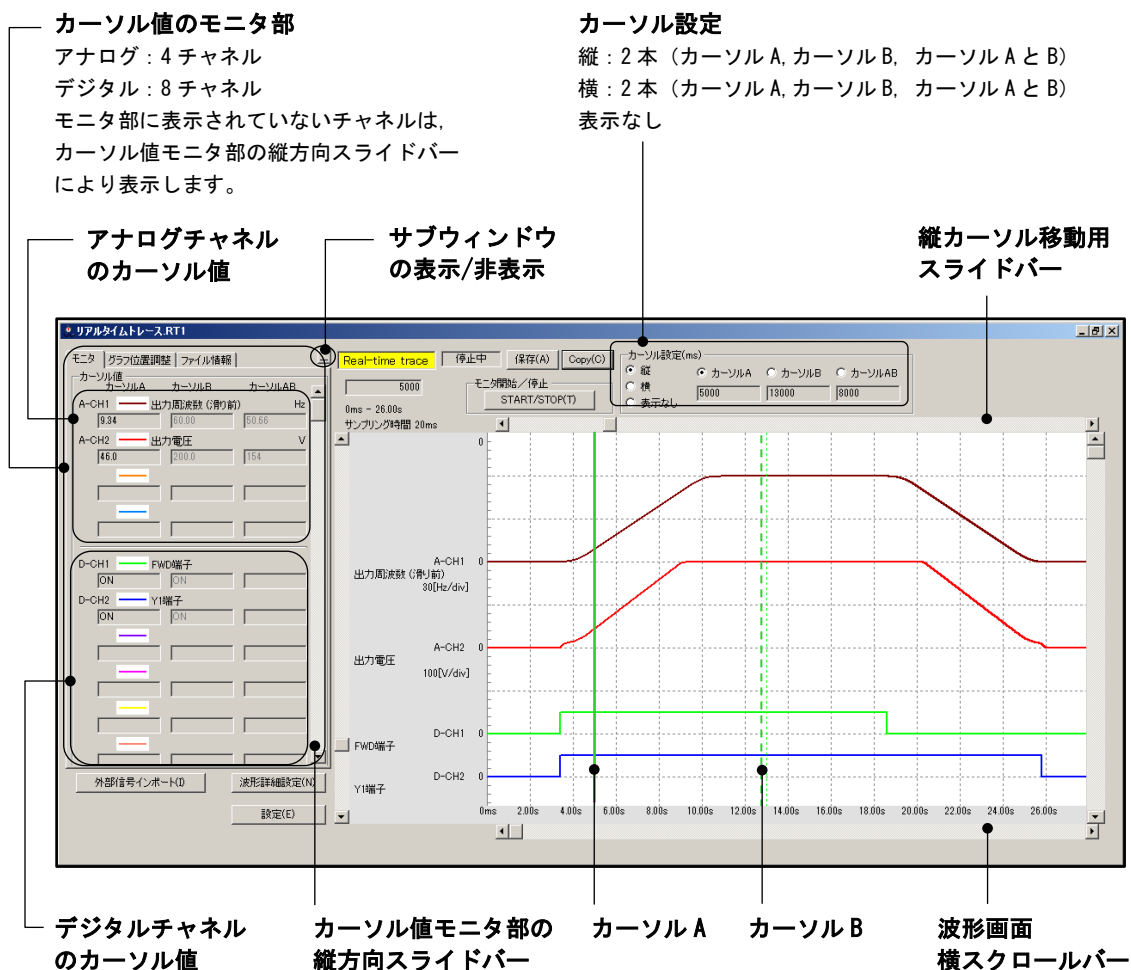 カーソル値のモニタ部
アナログ：4 チャネル
デジタル：8 チャネル
モニタ部に表示されていないチャネルは,
カーソル値モニタ部の縦方向スライドバー
により表示します。
カーソル設定
縦：2 本（カーソル A, カーソル B, カーソル A と B）
横：2 本（カーソル A, カーソル B, カーソル A と B）
表示なし
アナログチャネル
のカーソル値
サブウィンドウ
の表示/非表示
縦カーソル移動用
スライドバー
リアルタイムトレース.RT1
モニタ グラフ位置調整 ファイル情報
カーソル値
カーソルA カーソルB カーソルAB
A-CH1 出力周波数 (滑り前) Hz
9.34 60.00 50.66
A-CH2 出力電圧 V
46.0 200.0 154
D-CH1 FWD端子
ON ON
D-CH2 Y1端子
ON ON
外部信号インポート(I) 波形詳細設定(N)
設定(E)
Real-time trace 停止中 保存(A) Copy(C)
5000
モニタ開始／停止
START/STOP(T)
0ms - 26.00s
サンプリング時間 20ms
カーソル設定(ms)
縦 カーソルA カーソルB カーソルAB
横 5000 13000 8000
表示なし
0
A-CH1 0
出力周波数 (滑り前)
30[Hz/div]
A-CH2 0
出力電圧
100[V/div]
D-CH1 0
FWD端子
D-CH2 0
Y1端子
0ms 2.00s 4.00s 6.00s 8.00s 10.00s 12.00s 14.00s 16.00s 18.00s 20.00s 22.00s 24.00s 26.00s
デジタルチャネル
のカーソル値
カーソル値モニタ部の
縦方向スライドバー
カーソル A
カーソル B
波形画面
横スクロールバー